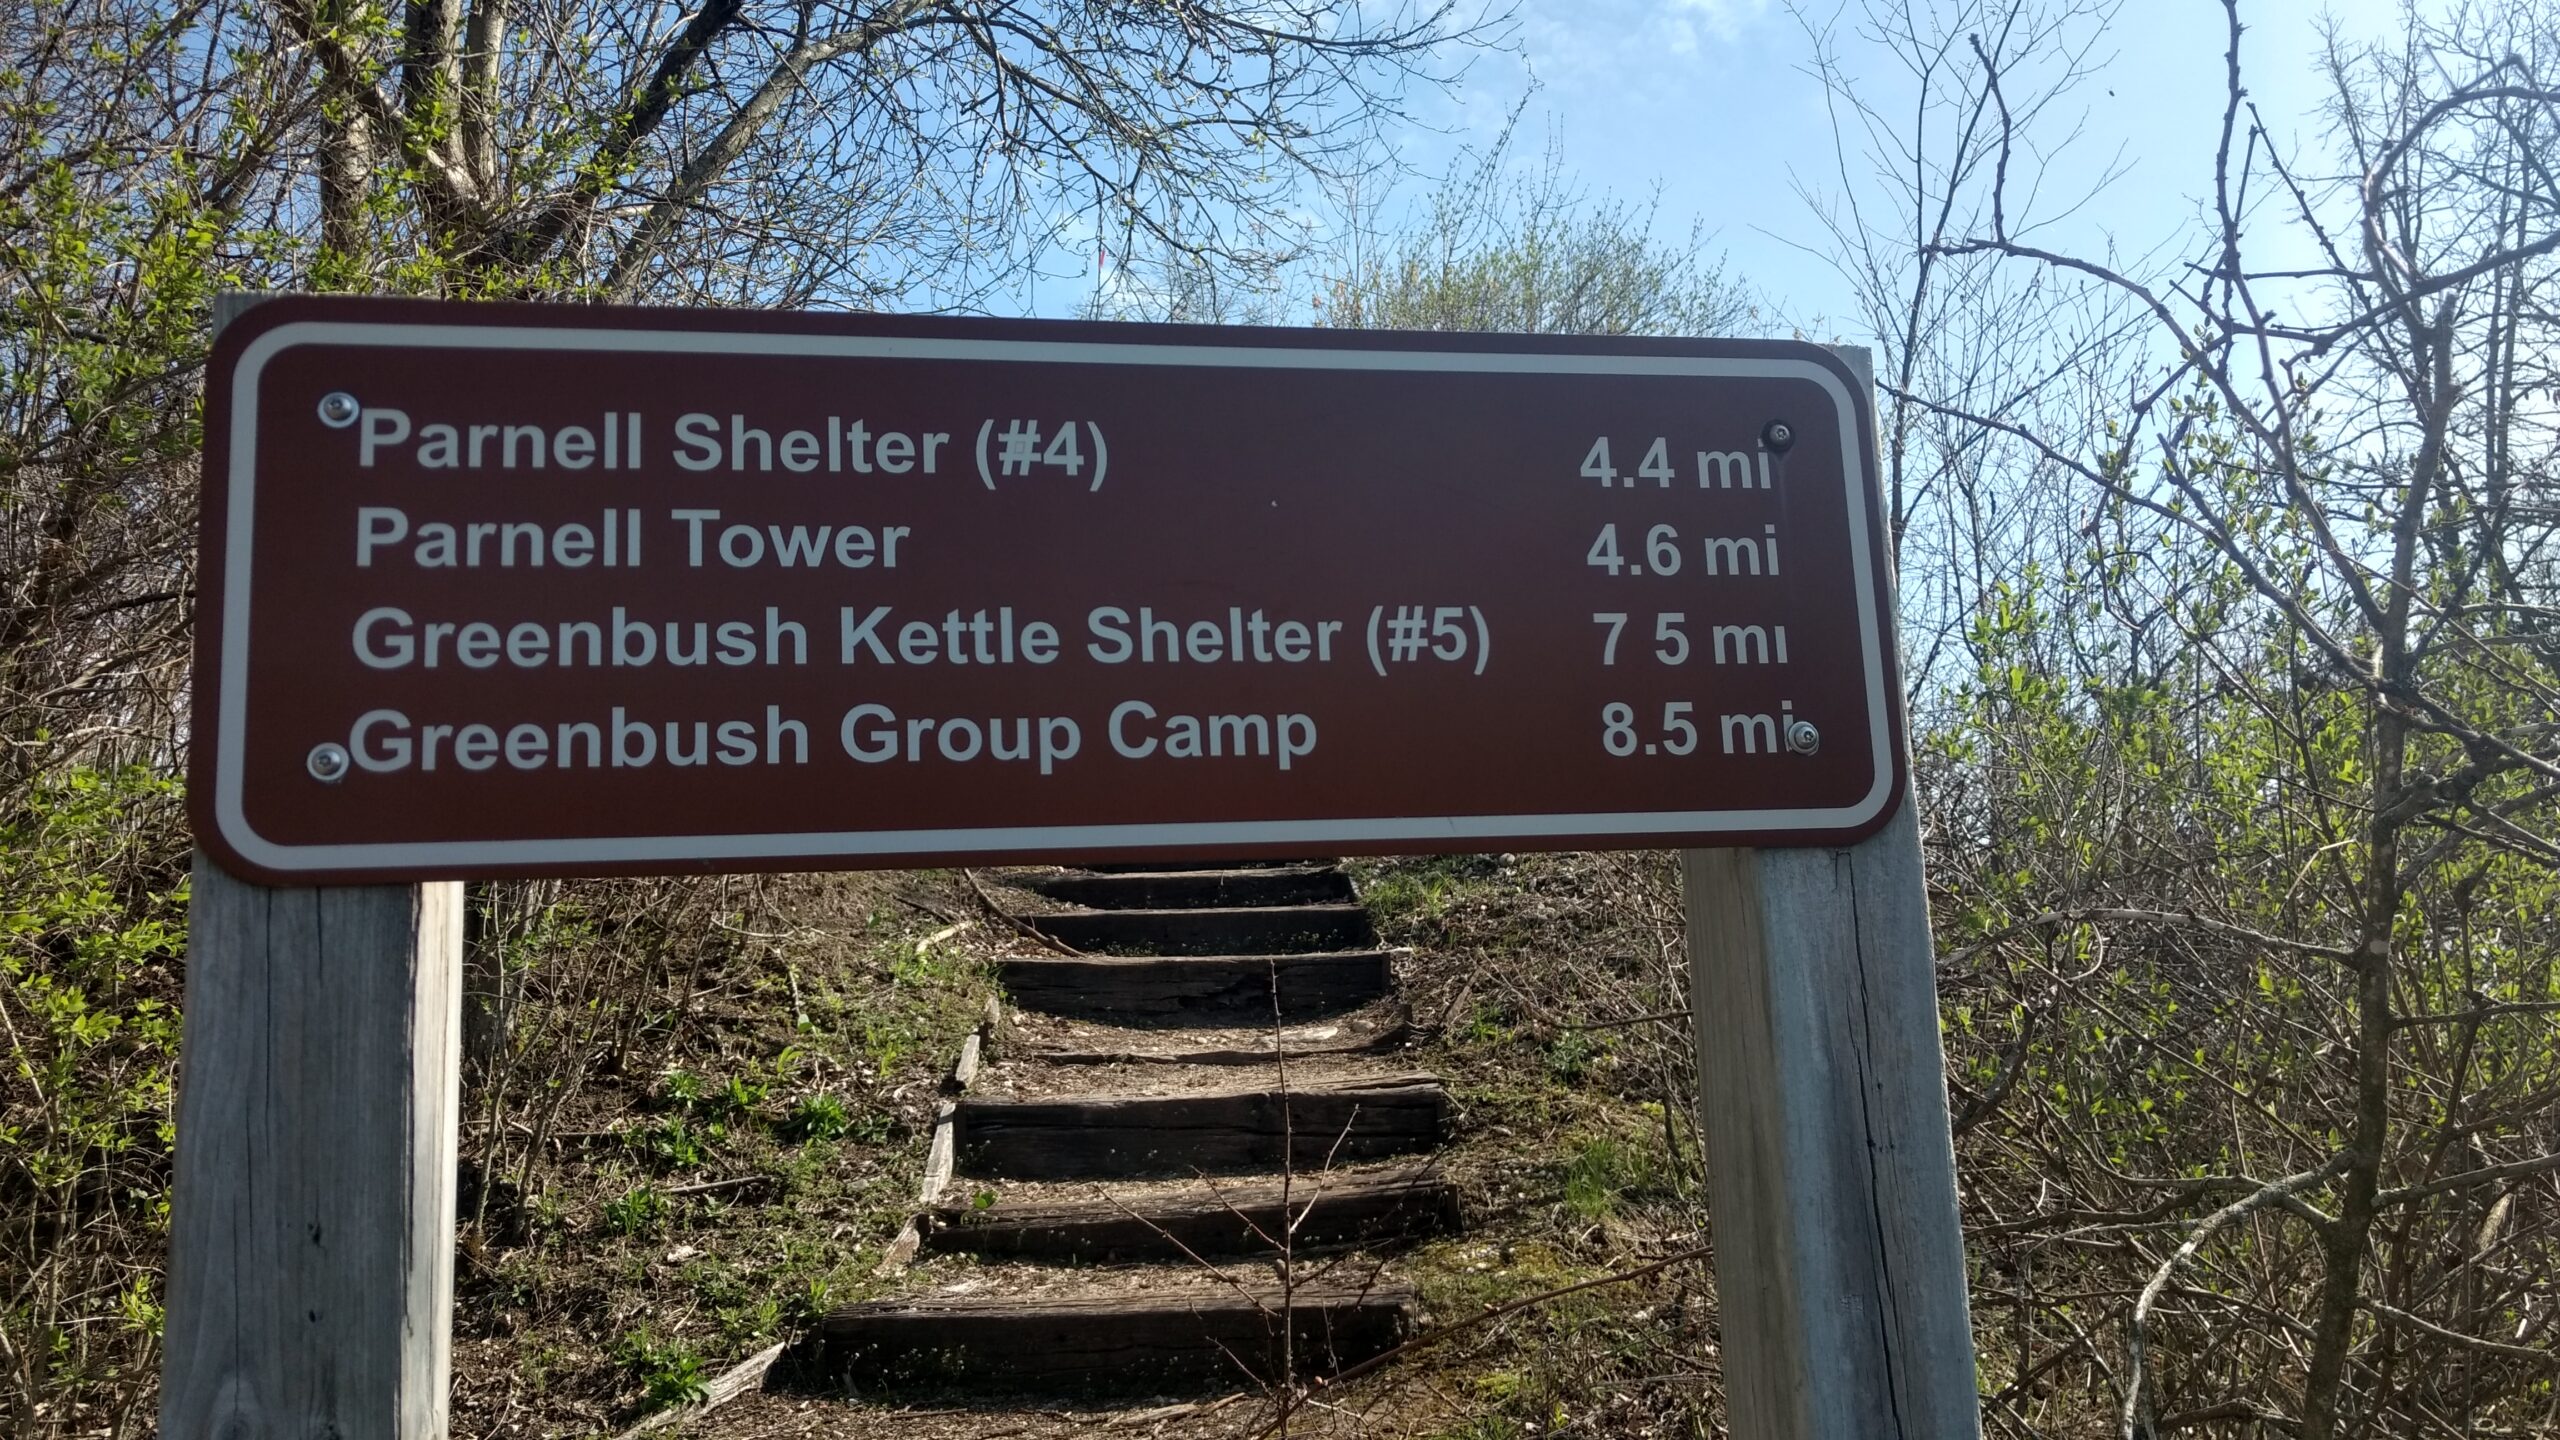 Parnell Shelter (#4) 4.4 mi
Parnell Tower 4.6 mi
Greenbush Kettle Shelter (#5) 7 5 mı
Greenbush Group Camp 8.5 mi